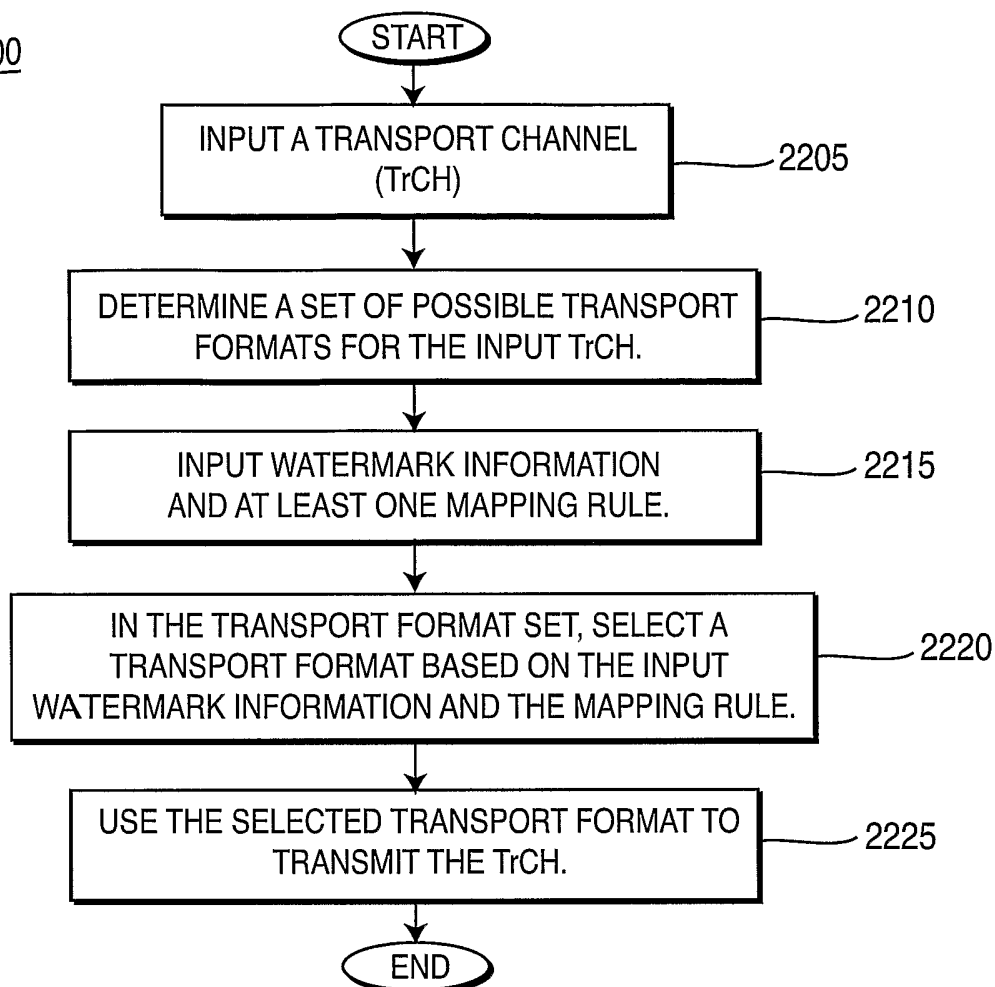 00
START
INPUT A TRANSPORT CHANNEL
(TrCH)
2205
DETERMINE A SET OF POSSIBLE TRANSPORT
FORMATS FOR THE INPUT TrCH.
2210
INPUT WATERMARK INFORMATION
AND AT LEAST ONE MAPPING RULE.
2215
IN THE TRANSPORT FORMAT SET, SELECT A
TRANSPORT FORMAT BASED ON THE INPUT
WATERMARK INFORMATION AND THE MAPPING RULE.
2220
USE THE SELECTED TRANSPORT FORMAT TO
TRANSMIT THE TrCH.
2225
END